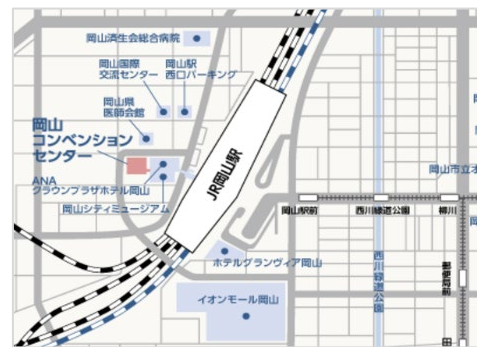 岡山済生会総合病院
岡山国際
交流センター
岡山駅
西口パーキング
岡山県
医師会館
岡山
コンベンション
センター
ANA
クラウンプラザホテル岡山
岡山シティミュージアム
JR岡山駅
岡山市立オ
岡山駅前
西川緑道公園
柳川
ホテルグランヴィア岡山
西川緑道公園
郵便局前
イオンモール岡山
田